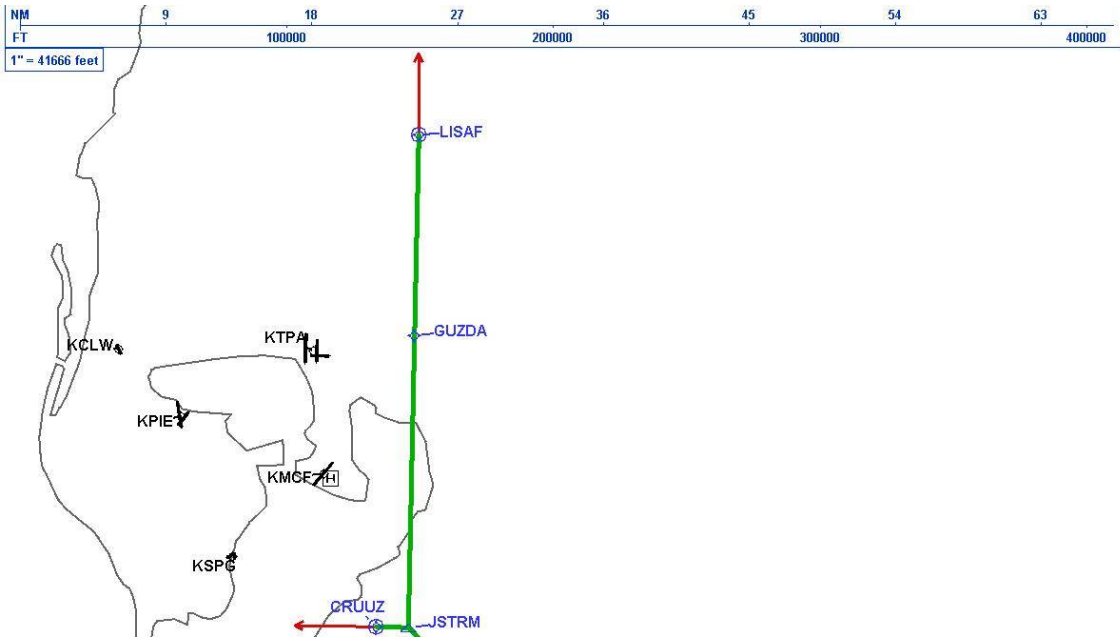 NM 9 18 27 36 45 54 63
FT 100000 200000 300000 400000
1" = 41666 feet
LISAF
GUZDA
KTPA
KCLW
KPIE
KMCF
H
KSPG
CRUUZ
JSTRM